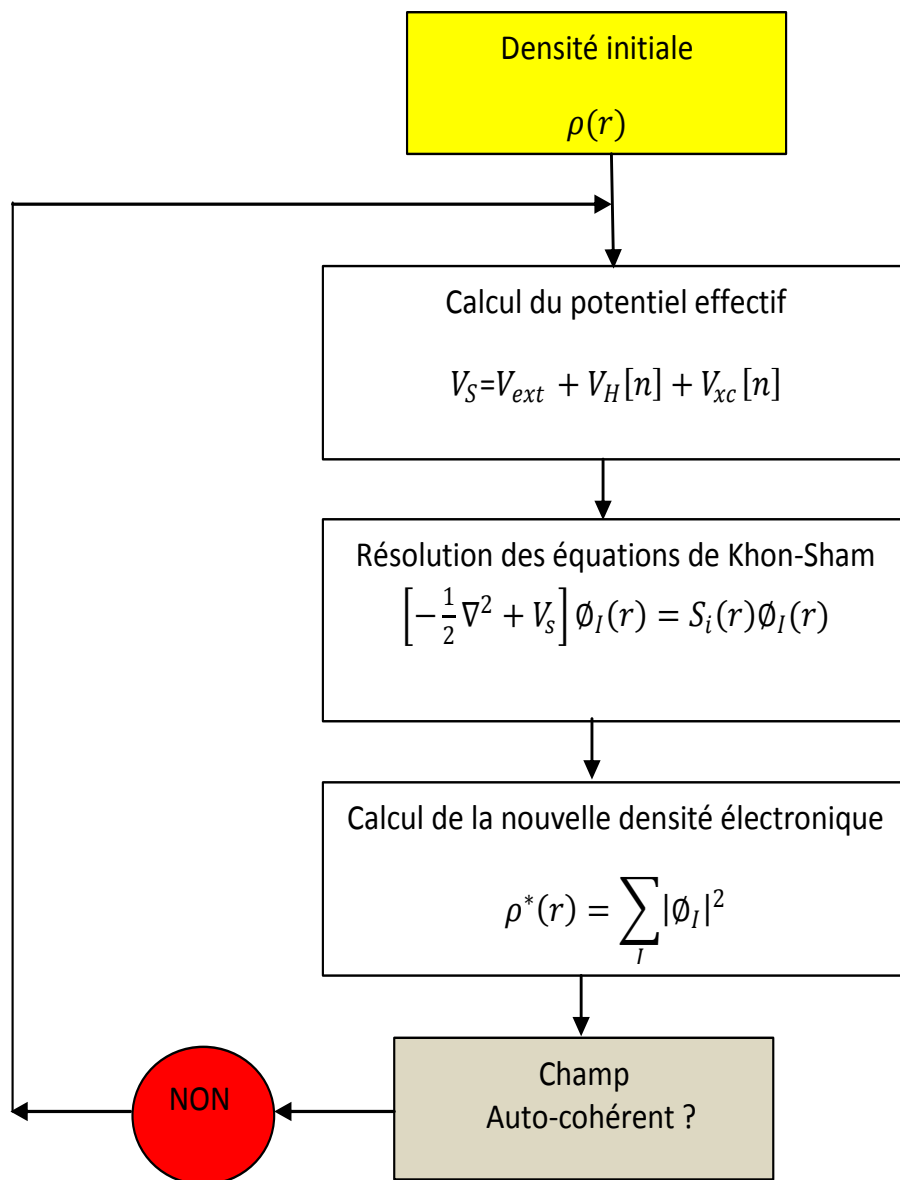 Densité initiale
ρ(r)
Calcul du potentiel effectif
V_S=V_ext + V_H[n] + V_xc[n]
Résolution des équations de Khon-Sham
[-1/2 ∇² + V_s] ∅_I(r) = S_i(r)∅_I(r)
Calcul de la nouvelle densité électronique
ρ*(r) = ∑_I |∅_I|²
Champ
Auto-cohérent ?
NON